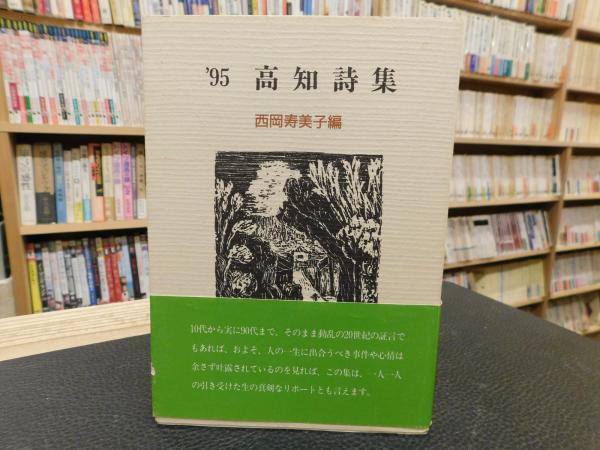 '95 高知詩集
西岡寿美子編
10代から実に90代まで、そのまま動乱の20世紀の証言で
もあれば、およそ、人の一生に出合うべき事件や心情は
余さず吐露されているのを見れば、この集は、一人一人
の引き受けた生の真剣なリポートとも言えます。